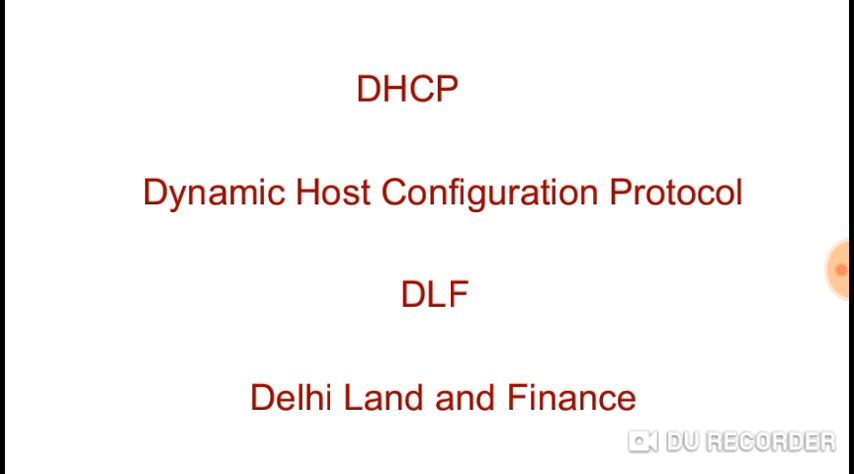 DHCP
Dynamic Host Configuration Protocol
DLF
Delhi Land and Finance
DU RECORDER